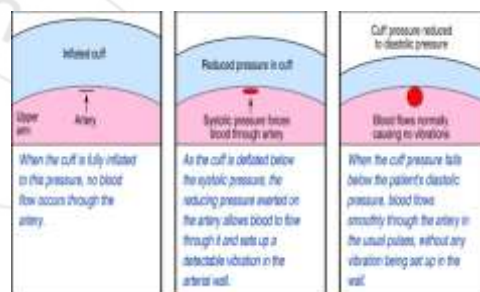 Inflated cuff
Upper
arm
Artery
When the cuff is fully inflated
to this pressure, no blood
flow occurs through the
artery.
Reduced pressure in cuff
Systolic pressure forces
blood through artery
As the cuff is deflated below
the systolic pressure, the
reducing pressure exerted on
the artery allows blood to flow
through it and sets up a
detectable vibration in the
arterial wall.
Cuff pressure reduced
to diastolic pressure
Blood flows normally,
causing no vibrations
When the cuff pressure falls
below the patient's diastolic
pressure, blood flows
smoothly through the artery in
the usual pulses, without any
vibration being set up in the
wall.